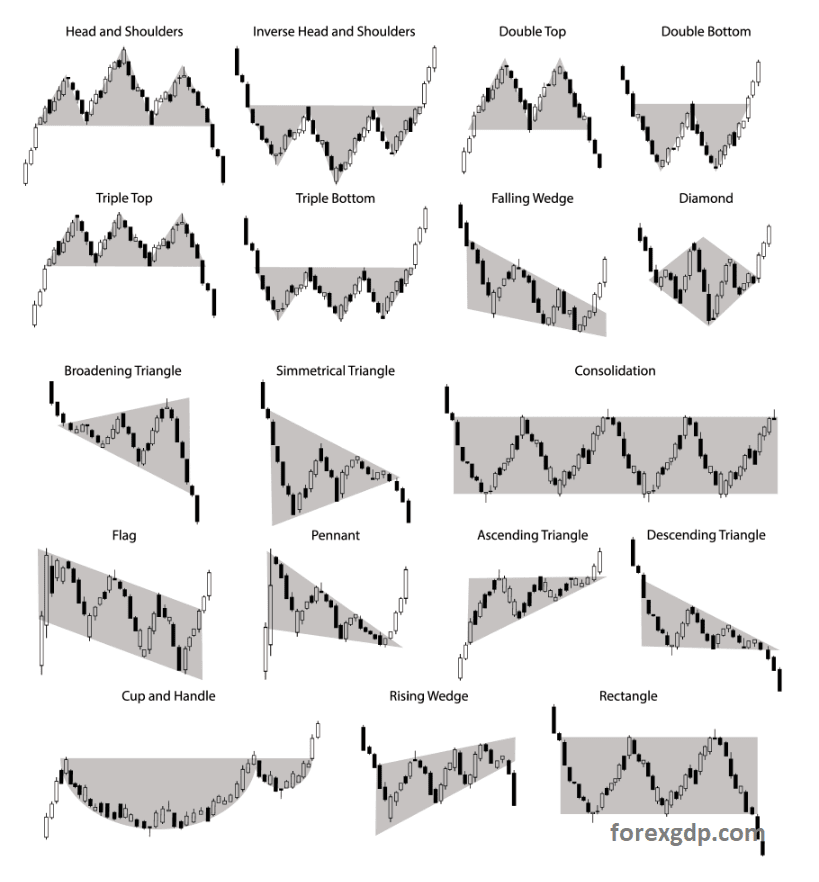 Head and Shoulders
Inverse Head and Shoulders
Double Top
Double Bottom
Triple Top
Triple Bottom
Falling Wedge
Diamond
Broadening Triangle
Simmetrical Triangle
Consolidation
Flag
Pennant
Ascending Triangle
Descending Triangle
Cup and Handle
Rising Wedge
Rectangle
forexgdp.com